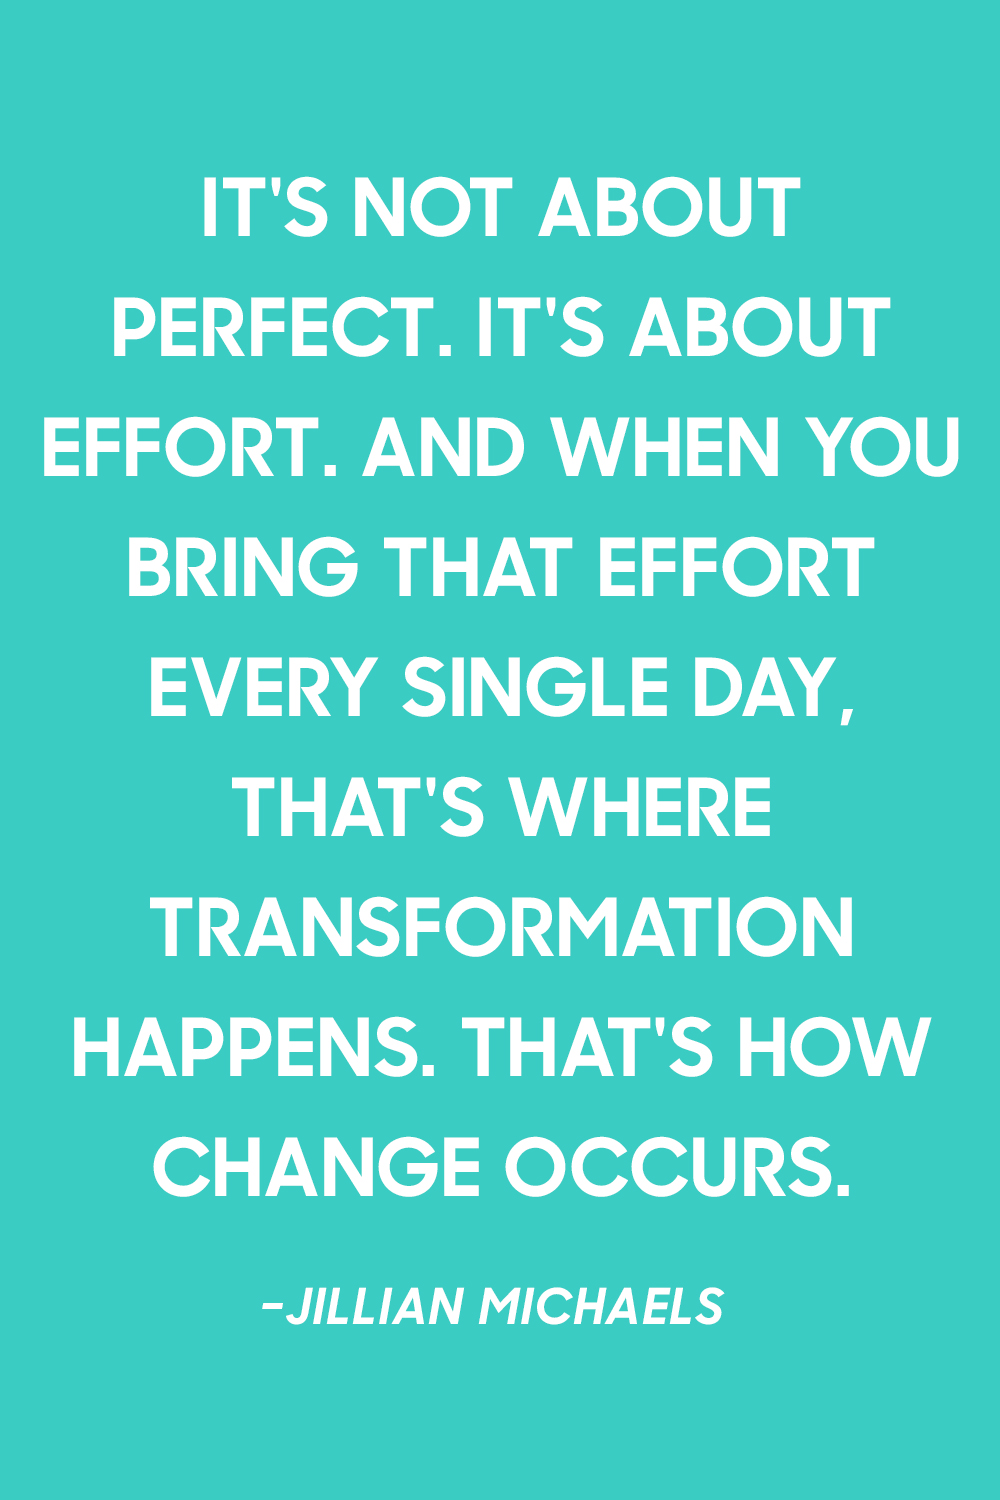 IT'S NOT ABOUT
PERFECT. IT'S ABOUT
EFFORT. AND WHEN YOU
BRING THAT EFFORT
EVERY SINGLE DAY,
THAT'S WHERE
TRANSFORMATION
HAPPENS. THAT'S HOW
CHANGE OCCURS.
-JILLIAN MICHAELS